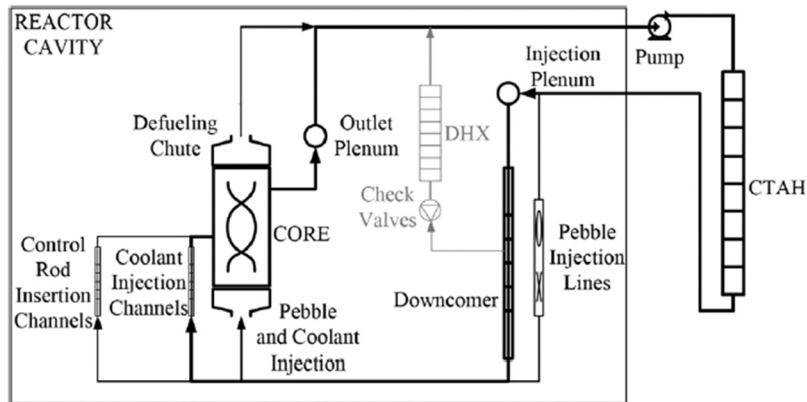 REACTOR
CAVITY
Pump
Injection
Plenum
Defueling
Chute
Outlet
Plenum
DHX
CTAH
Check
Valves
CORE
Control
Rod
Insertion
Channels
Coolant
Injection
Channels
Pebble
Injection
Lines
Downcomer
Pebble
and Coolant
Injection